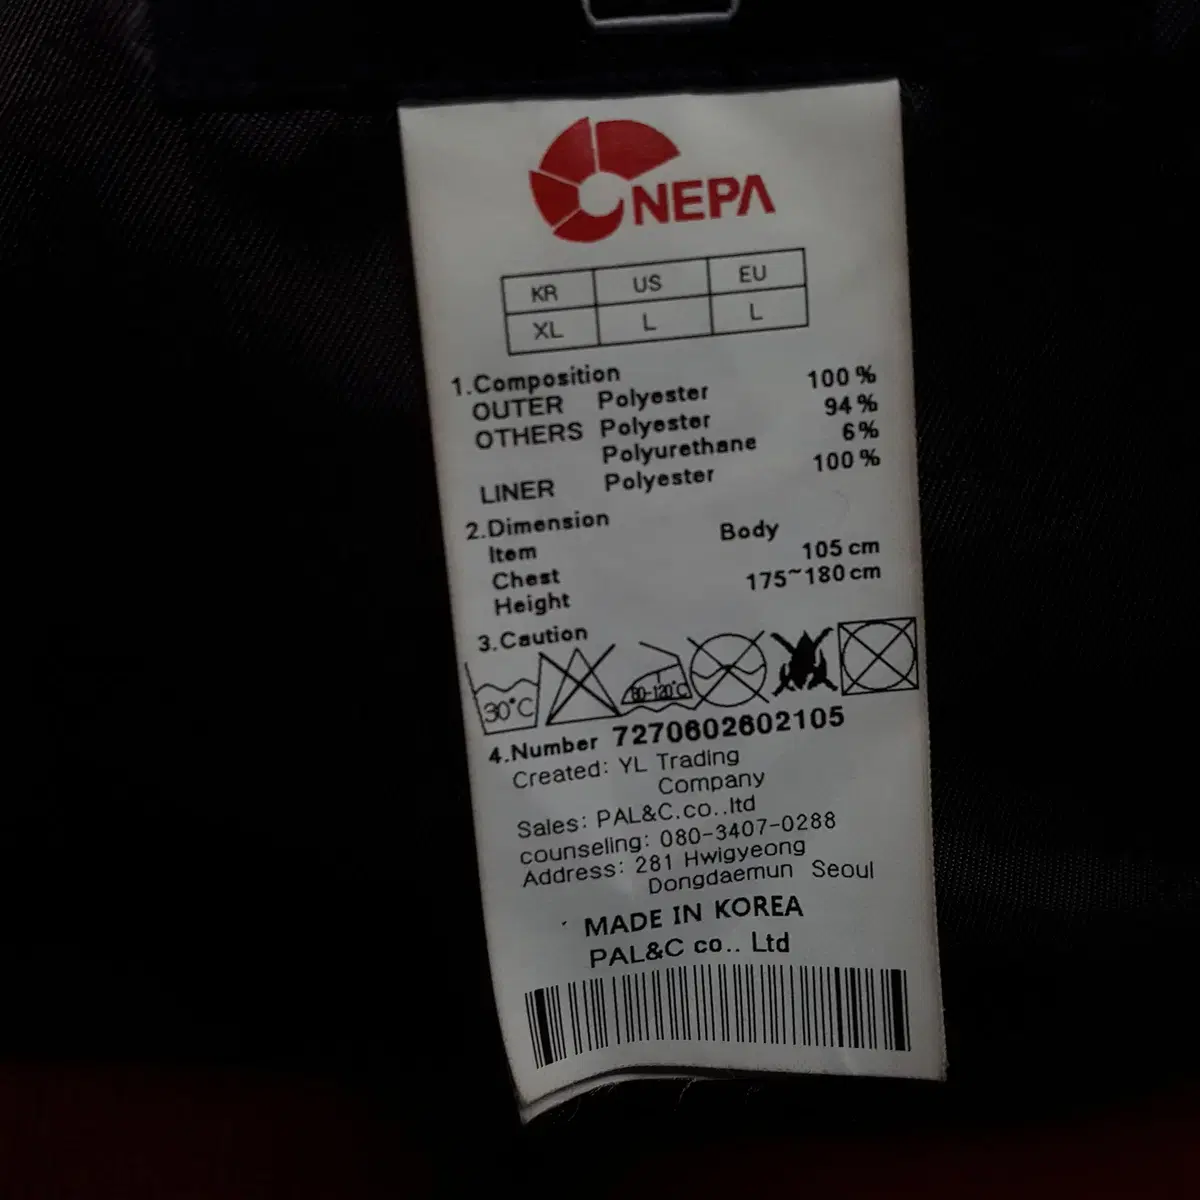 NEPA
KR US EU
XL L L
1.Composition
OUTER Polyester 100 %
OTHERS Polyester 94 %
Polyurethane 6%
LINER Polyester 100 %
2.Dimension
Item Body
Chest 105 cm
Height 175~180 cm
3.Caution
30°C 80-120°C
4.Number 7270602602105
Created: YL Trading
Company
Sales: PAL&C.co..ltd
counseling: 080-3407-0288
Address: 281 Hwigyeong
Dongdaemun Seoul
MADE IN KOREA
PAL&C co.. Ltd